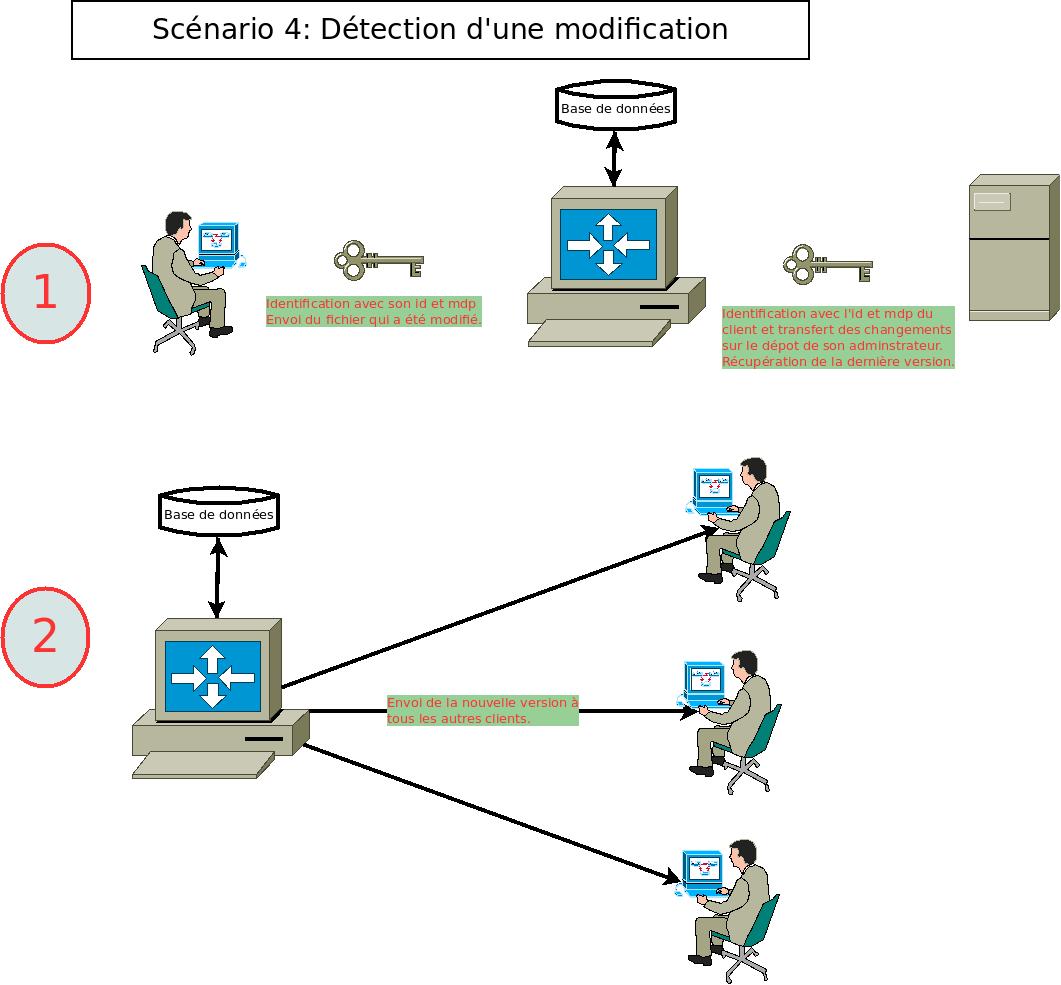 Scénario 4: Détection d'une modification
Base de données
1
Identification avec son id et mdp
Envoi du fichier qui a été modifié.
Identification avec l'id et mdp du
client et transfert des changements
sur le dépot de son adminstrateur.
Récupération de la dernière version.
Base de données
2
Envoi de la nouvelle version à
tous les autres clients.